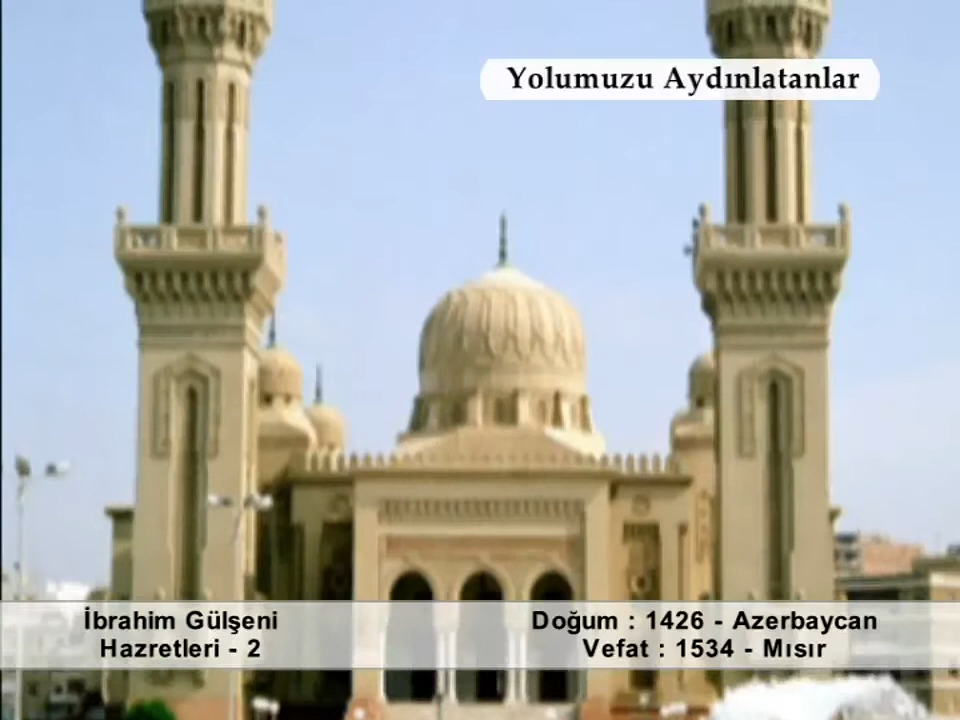 Yolumuzu Aydınlatanlar
İbrahim Gülşeni
Hazretleri - 2
Doğum : 1426 - Azerbaycan
Vefat : 1534 - Mısır